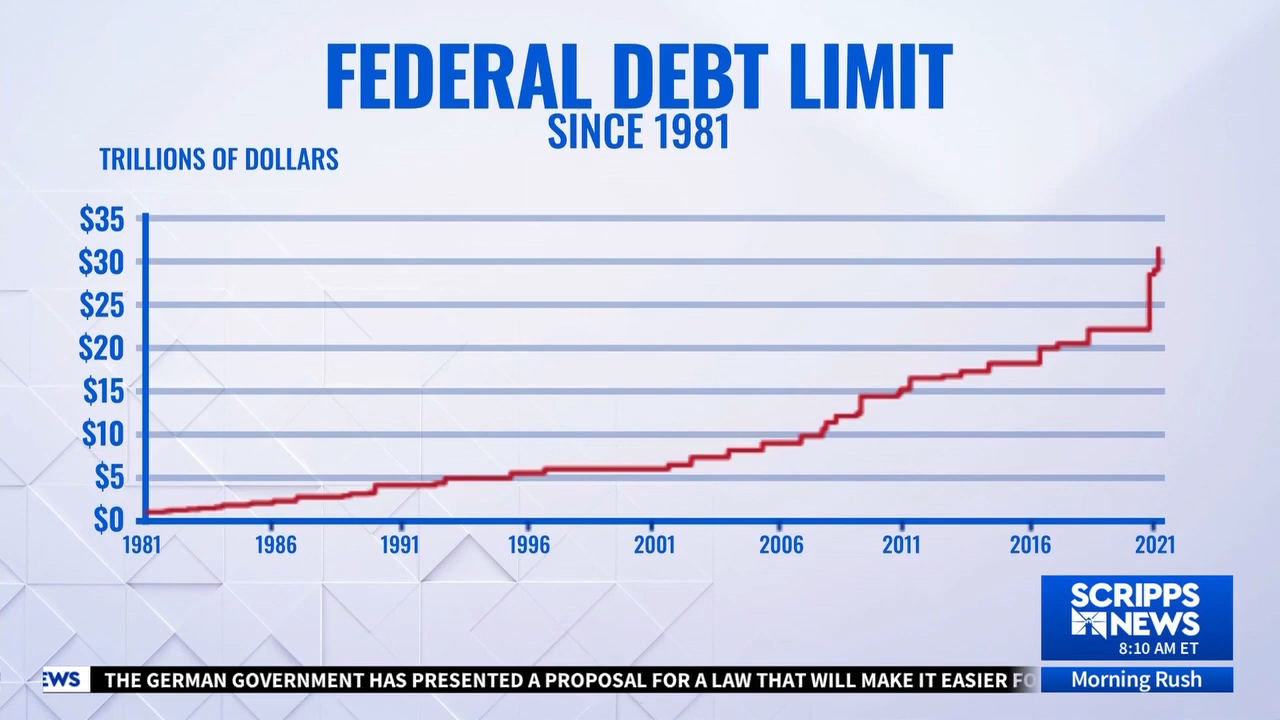 FEDERAL DEBT LIMIT
SINCE 1981
TRILLIONS OF DOLLARS
$35
$30
$25
$20
$15
$10
$5
$0
1981 1986 1991 1996 2001 2006 2011 2016 2021
SCRIPPS
NEWS
8:10 AM ET
EWS THE GERMAN GOVERNMENT HAS PRESENTED A PROPOSAL FOR A LAW THAT WILL MAKE IT EASIER FO
Morning Rush